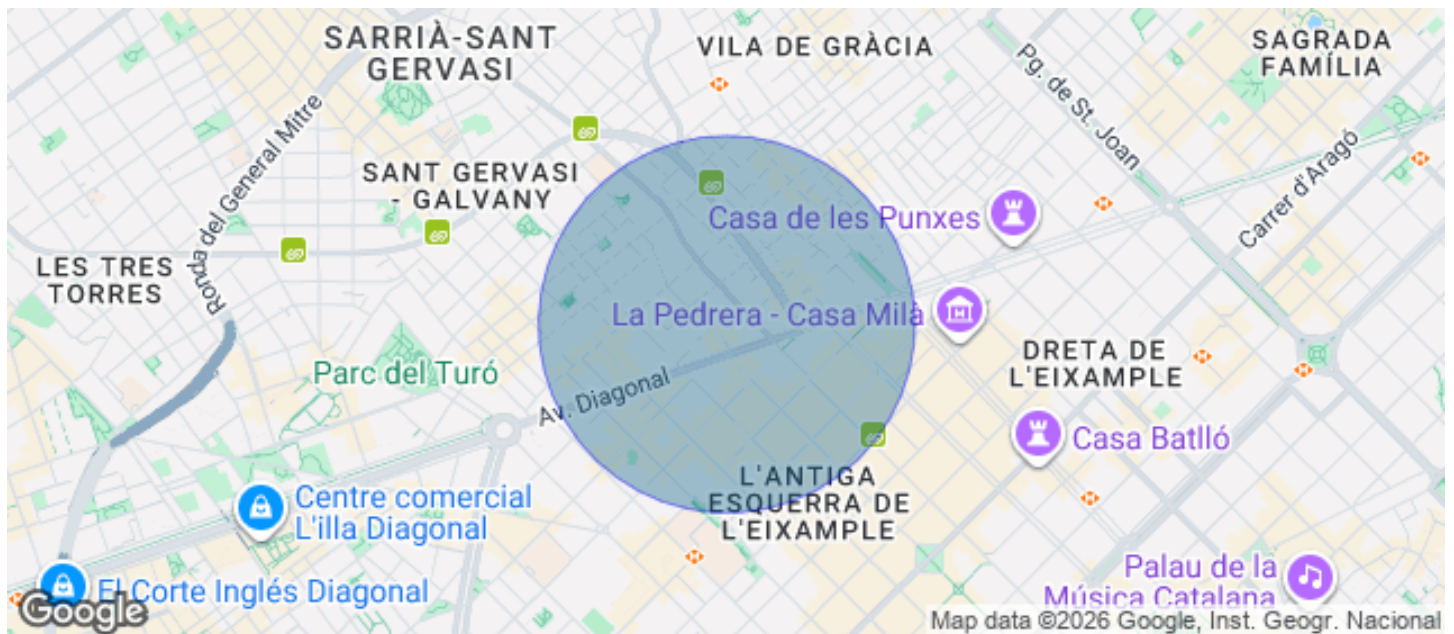 SARRIÀ-SANT
GERVASI
VILA DE GRÀCIA
SAGRADA
FAMÍLIA
Pg. de St. Joan
Ronda del General Mitre
Carrer d'Aragó
SANT GERVASI
- GALVANY
Casa de les Punxes
LES TRES
TORRES
La Pedrera - Casa Milà
DRETA DE
L'EIXAMPLE
Parc del Turó
Av. Diagonal
Casa Batlló
L'ANTIGA
ESQUERRA DE
L'EIXAMPLE
Centre comercial
L'illa Diagonal
Palau de la
Música Catalana
El Corte Inglés Diagonal
Google
Map data ©2026 Google, Inst. Geogr. Nacional